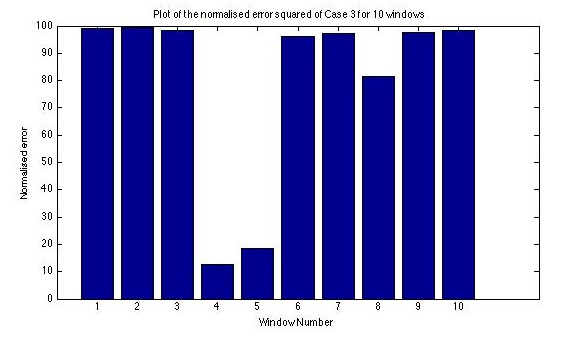 Plot of the normalised error squared of Case 3 for 10 windows
100
90
80
70
60
50
40
30
20
10
0
Normalised error
1 2 3 4 5 6 7 8 9 10
Window Number